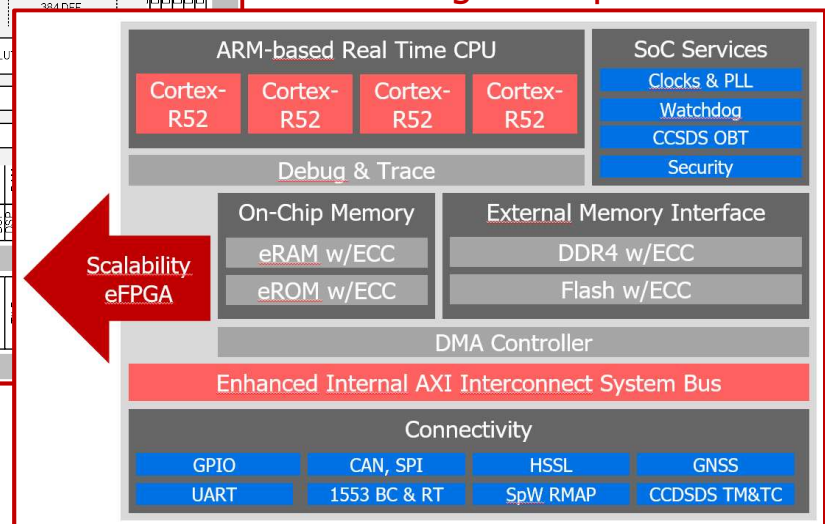 384 DFF
ARM-based Real Time CPU
Cortex-
R52
Cortex-
R52
Cortex-
R52
Cortex-
R52
SoC Services
Clocks & PLL
Watchdog
CCSDS OBT
Security
Debug & Trace
On-Chip Memory
eRAM w/ECC
eROM w/ECC
External Memory Interface
DDR4 w/ECC
Flash w/ECC
Scalability
eFPGA
DMA Controller
Enhanced Internal AXI Interconnect System Bus
Connectivity
GPIO
CAN, SPI
HSSL
GNSS
UART
1553 BC & RT
SpW RMAP
CCDSDS TM&TC